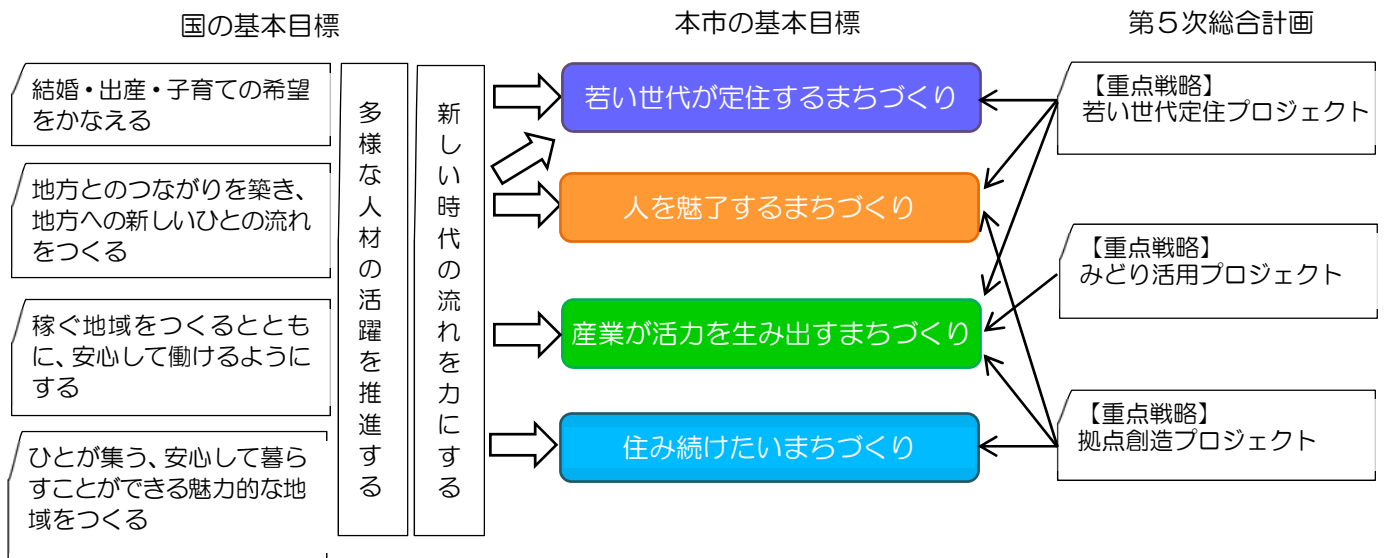 国の基本目標
結婚・出産・子育ての希望
をかなえる
地方とのつながりを築き、
地方への新しいひとの流れ
をつくる
稼ぐ地域をつくるととも
に、安心して働けるように
する
ひとが集う、安心して暮ら
すことができる魅力的な地
域をつくる
多様な人材の活躍を推進する
新しい時代の流れを力にする
本市の基本目標
若い世代が定住するまちづくり
人を魅了するまちづくり
産業が活力を生み出すまちづくり
住み続けたいまちづくり
第5次総合計画
【重点戦略】
若い世代定住プロジェクト
【重点戦略】
みどり活用プロジェクト
【重点戦略】
拠点創造プロジェクト